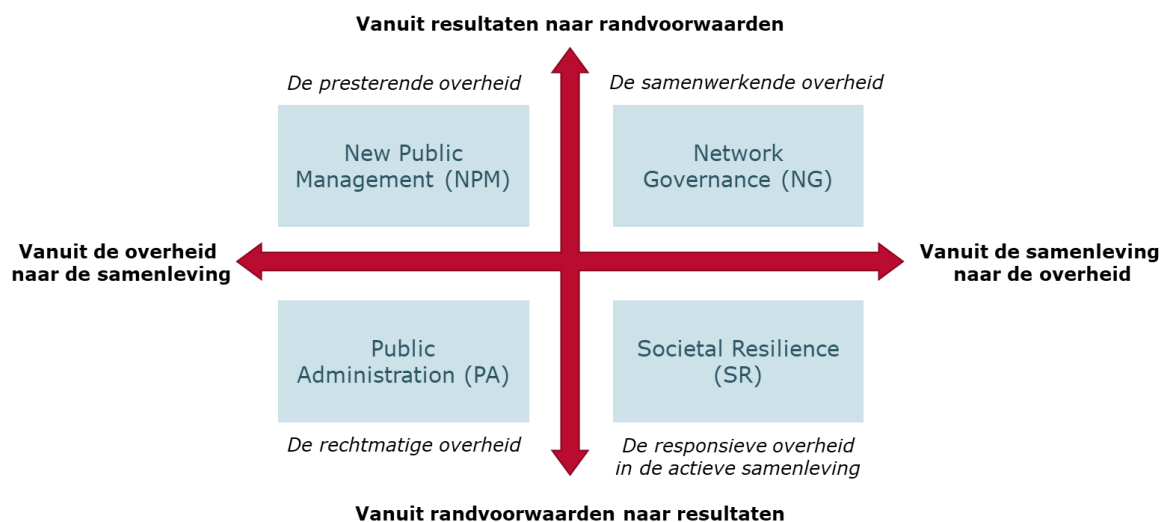 Vanuit resultaten naar randvoorwaarden
De presterende overheid
De samenwerkende overheid
New Public
Management (NPM)
Network
Governance (NG)
Vanuit de overheid
naar de samenleving
Vanuit de samenleving
naar de overheid
Public
Administration (PA)
Societal Resilience
(SR)
De rechtmatige overheid
De responsieve overheid
in de actieve samenleving
Vanuit randvoorwaarden naar resultaten